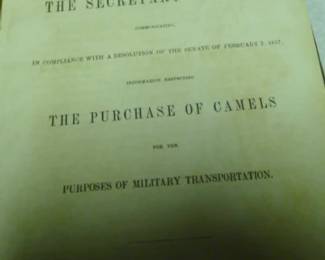 THE SECRETARY
COMMUNICATING,
IN COMPLIANCE WITH A RESOLUTION OF THE SENATE OF FEBRUARY 2, 1857,
INFORMATION RESPECTING
THE PURCHASE OF CAMELS
FOR THE
PURPOSES OF MILITARY TRANSPORTATION.